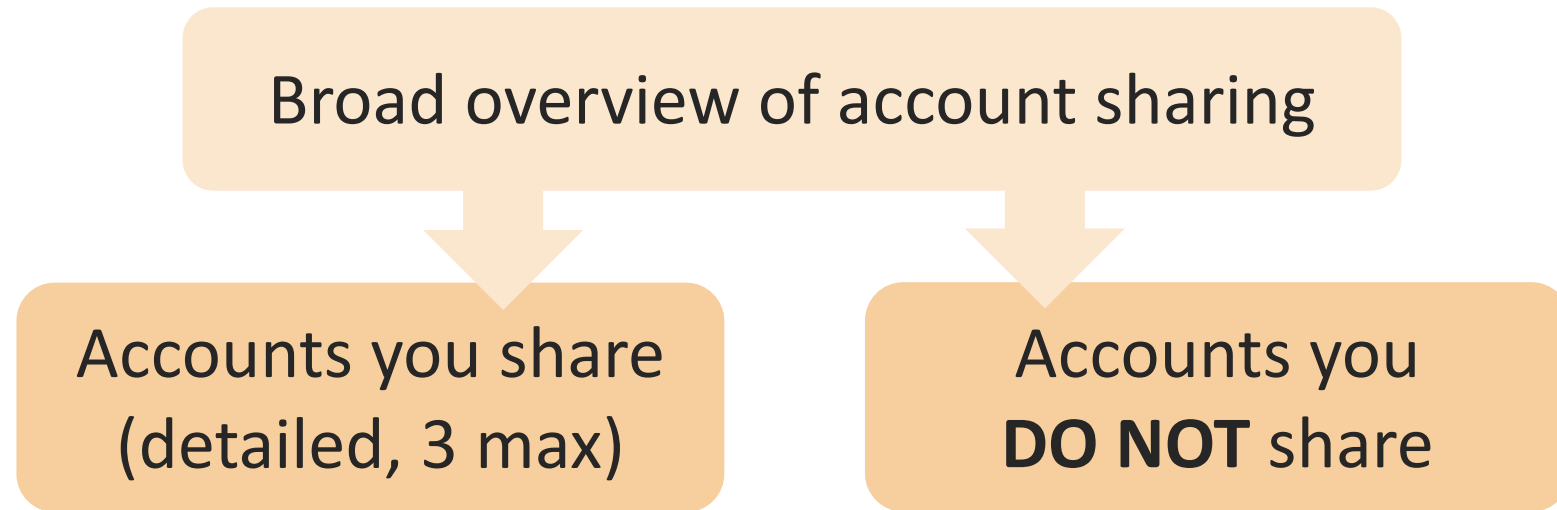 Broad overview of account sharing
Accounts you share
(detailed, 3 max)
Accounts you
DO NOT share